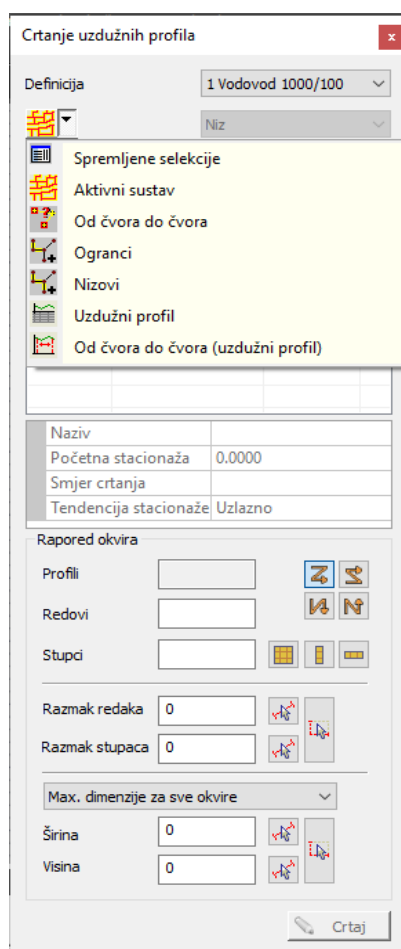 Crtanje uzdužnih profila
x
Definicija 1 Vodovod 1000/100
Niz
Spremljene selekcije
Aktivni sustav
Od čvora do čvora
Ogranci
Nizovi
Uzdužni profil
Od čvora do čvora (uzdužni profil)
Naziv
Početna stacionaža 0.0000
Smjer crtanja
Tendencija stacionaže Uzlazno
Rapored okvira
Profili
Redovi
Stupci
Razmak redaka 0
Razmak stupaca 0
Max. dimenzije za sve okvire
Širina 0
Visina 0
Crtaj